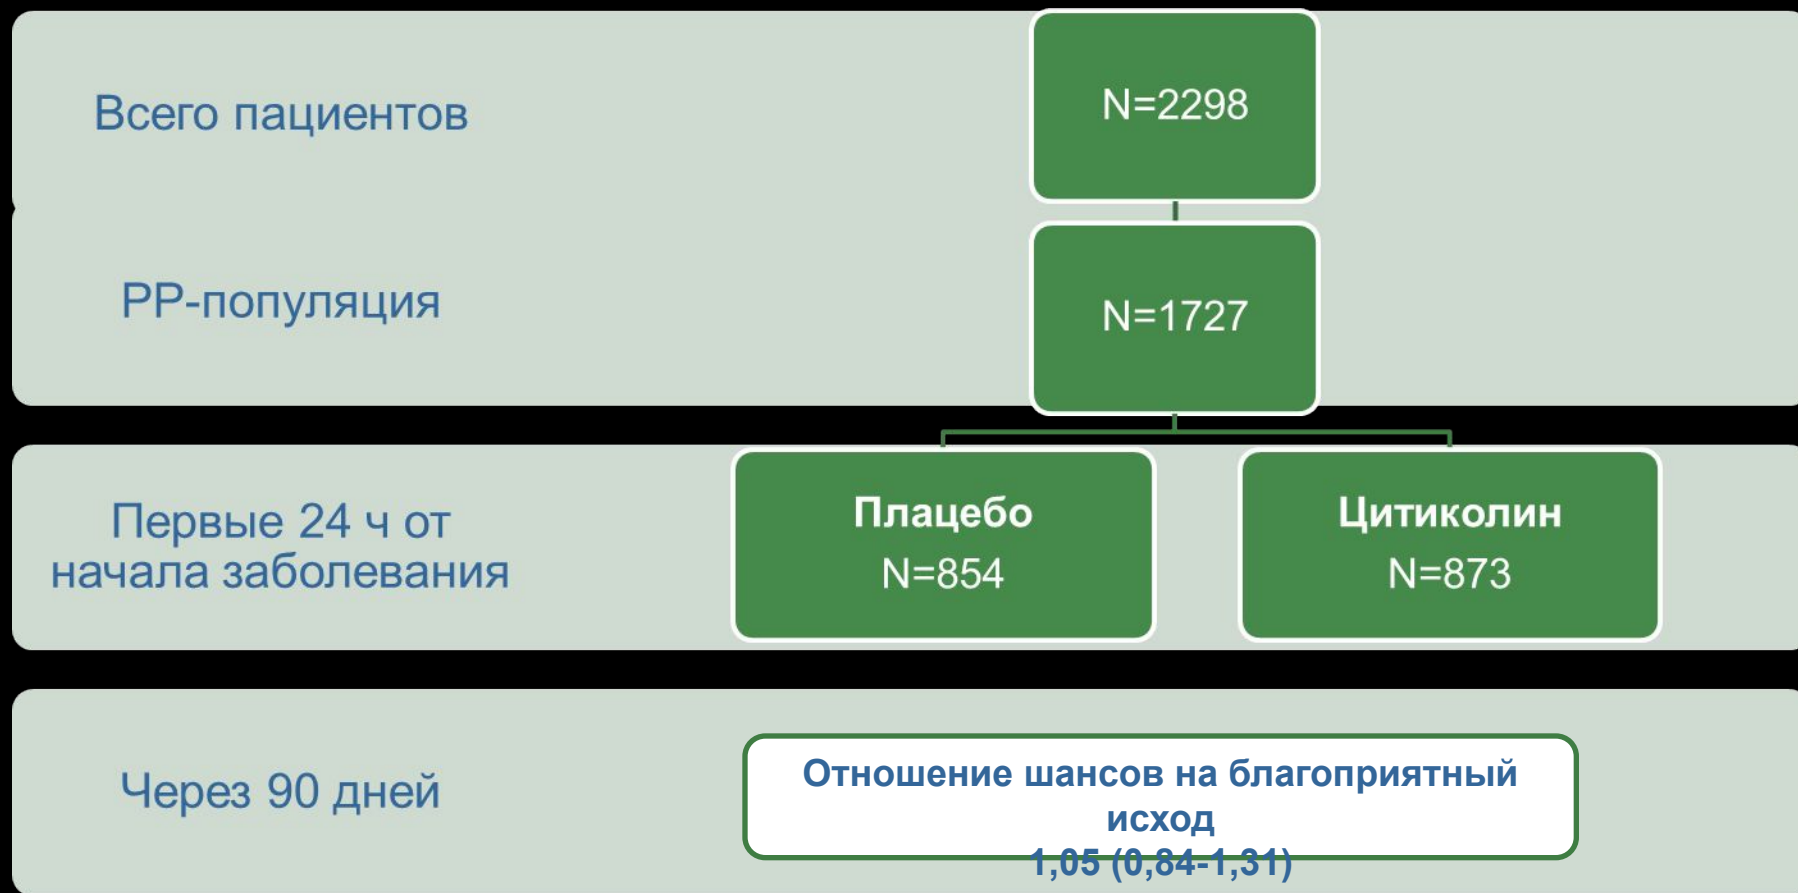 Всего пациентов
N=2298
РР-популяция
N=1727
Первые 24 ч от
начала заболевания
Плацебо
N=854
Цитиколин
N=873
Через 90 дней
Отношение шансов на благоприятный
исход
1,05 (0,84-1,31)